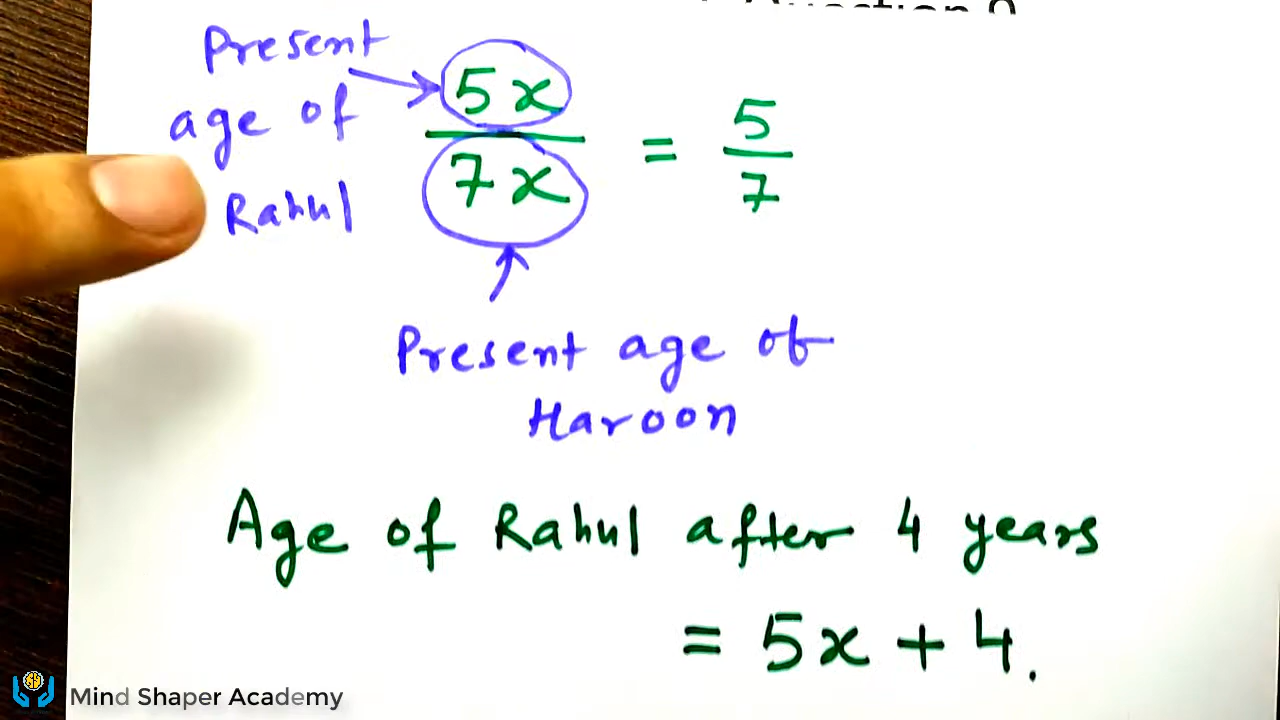 Present
age of
Rahul
5x
7x
=
5
7
Present age of
Haroon
Age of Rahul after 4 years
= 5x + 4.
Mind Shaper Academy